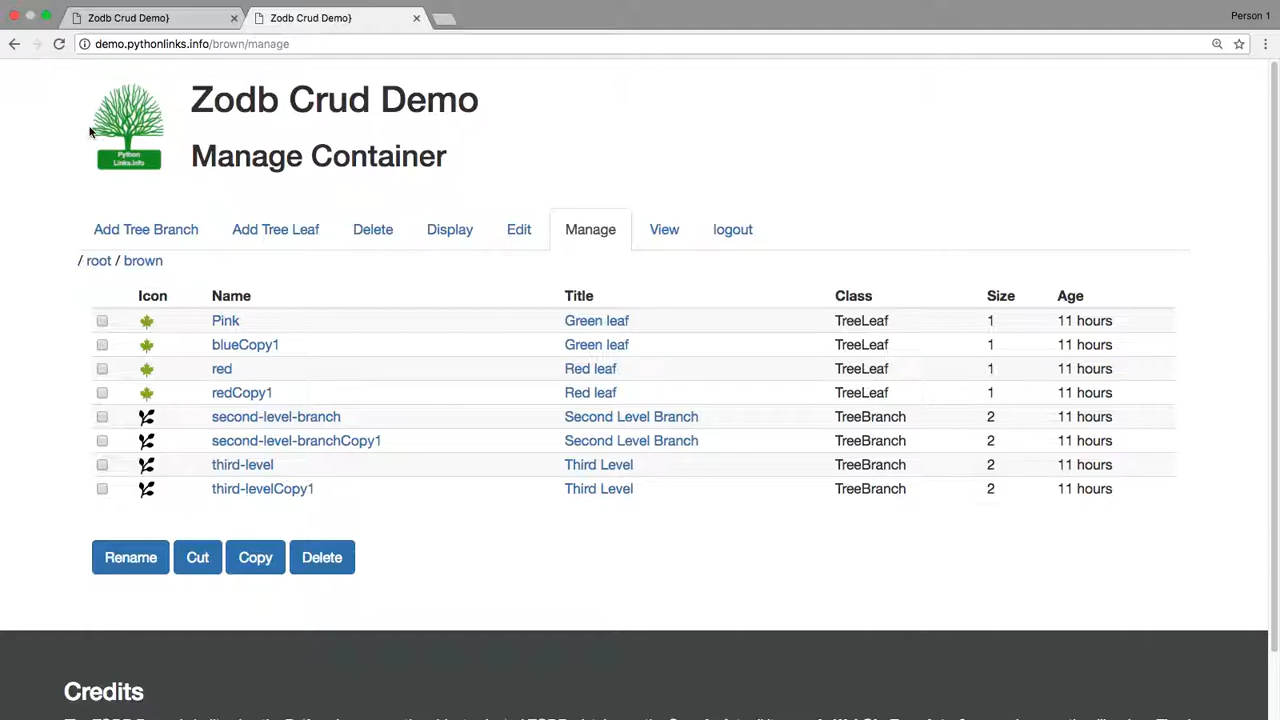 Zodb Crud Demo}
Zodb Crud Demo}
Person 1
demo.pythonlinks.info/brown/manage
Python
Links.info
Zodb Crud Demo
Manage Container
Add Tree Branch Add Tree Leaf Delete Display Edit Manage View logout
/ root / brown
Icon Name Title Class Size Age
Pink Green leaf TreeLeaf 1 11 hours
blueCopy1 Green leaf TreeLeaf 1 11 hours
red Red leaf TreeLeaf 1 11 hours
redCopy1 Red leaf TreeLeaf 1 11 hours
second-level-branch Second Level Branch TreeBranch 2 11 hours
second-level-branchCopy1 Second Level Branch TreeBranch 2 11 hours
third-level Third Level TreeBranch 2 11 hours
third-levelCopy1 Third Level TreeBranch 2 11 hours
Rename Cut Copy Delete
Credits